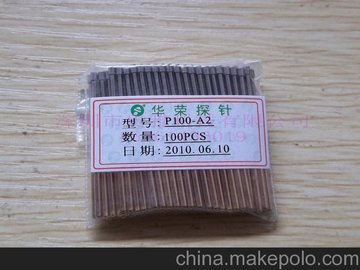 华荣探针
型号: P100-A2
数量: 100PCS
日期: 2010.06.10
china.makepolo.com